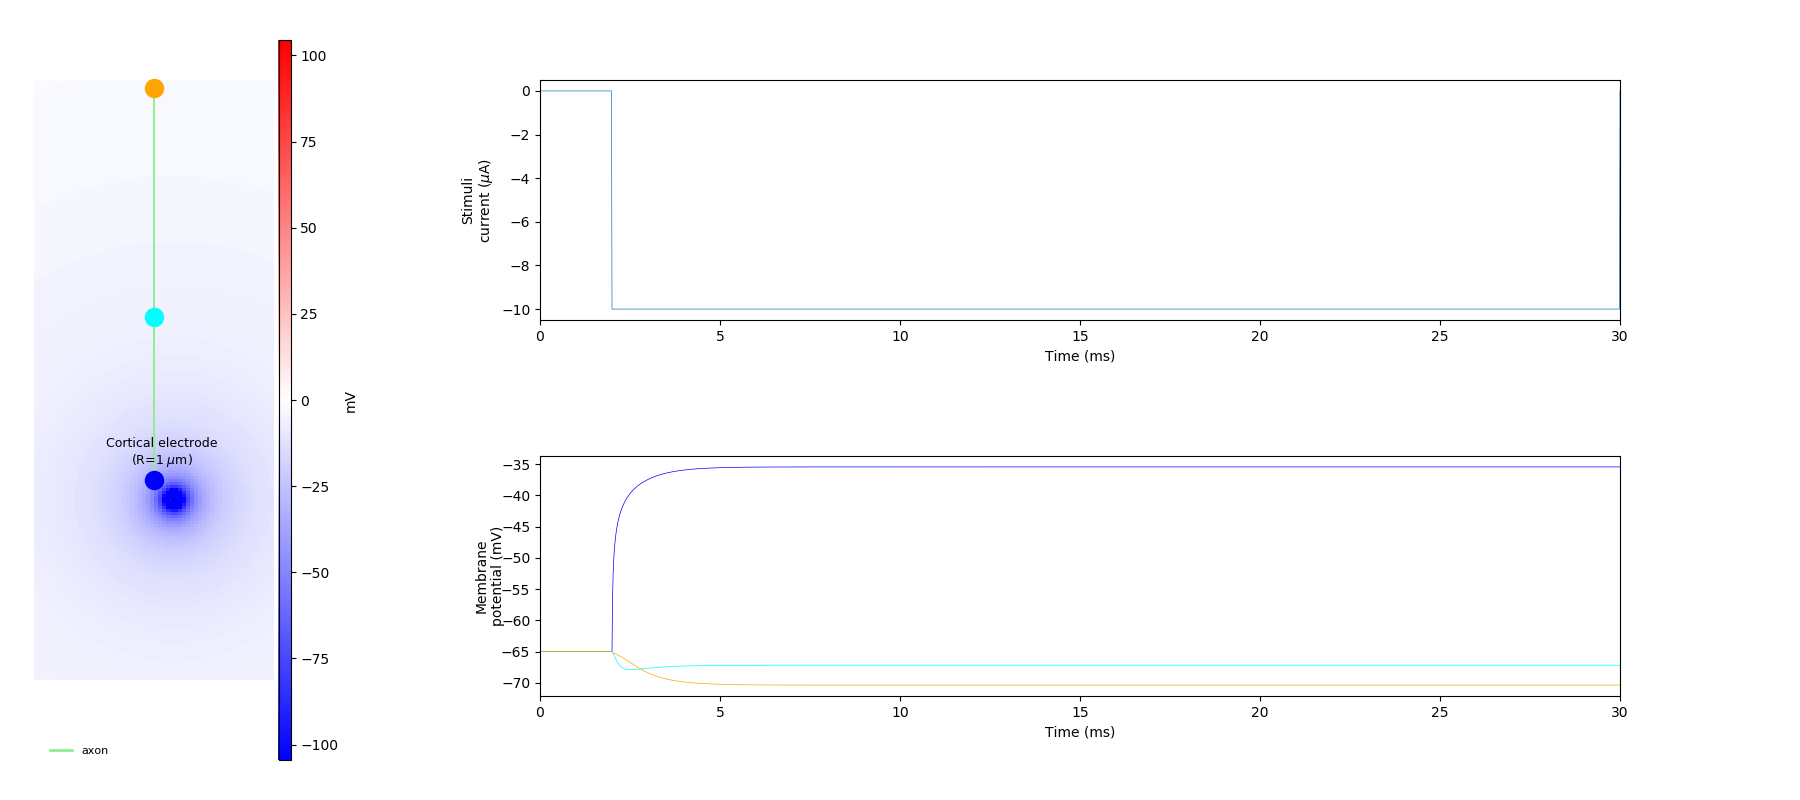 Cortical electrode
(R=1 μm)
axon
100
75
50
25
0
−25
−50
−75
−100
mV
Stimuli
current (μA)
0
−2
−4
−6
−8
−10
0 5 10 15 20 25 30
Time (ms)
Membrane
potential (mV)
−35
−40
−45
−50
−55
−60
−65
−70
0 5 10 15 20 25 30
Time (ms)